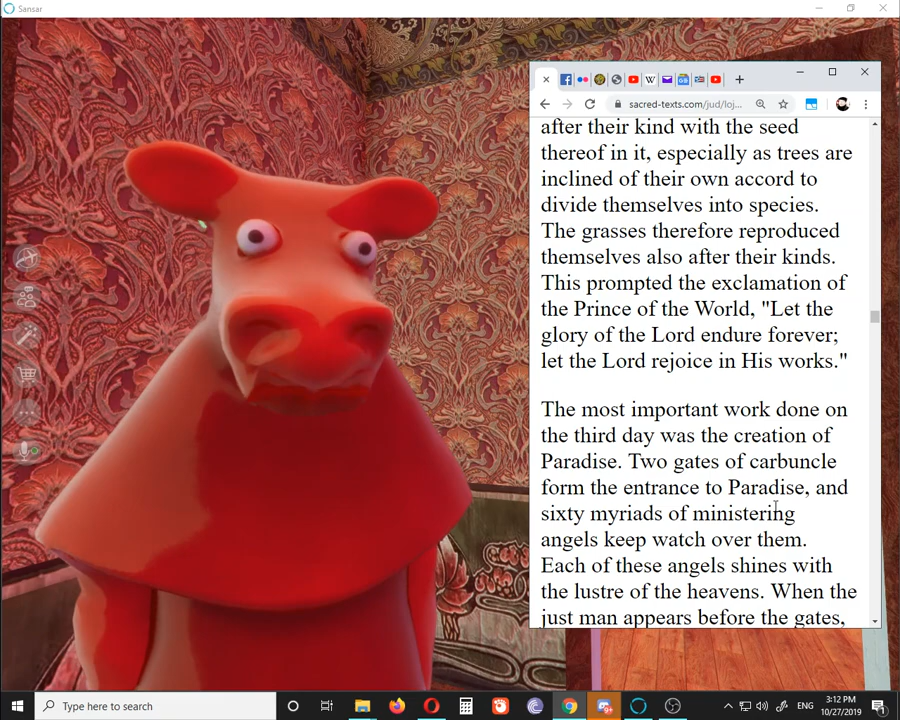 Sansar
sacred-texts.com/jud/loj...
after their kind with the seed
thereof in it, especially as trees are
inclined of their own accord to
divide themselves into species.
The grasses therefore reproduced
themselves also after their kinds.
This prompted the exclamation of
the Prince of the World, "Let the
glory of the Lord endure forever;
let the Lord rejoice in His works."
The most important work done on
the third day was the creation of
Paradise. Two gates of carbuncle
form the entrance to Paradise, and
sixty myriads of ministering
angels keep watch over them.
Each of these angels shines with
the lustre of the heavens. When the
just man appears before the gates,
Type here to search
ENG
3:12 PM
10/27/2019